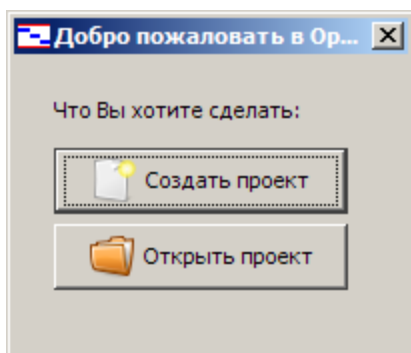 Добро пожаловать в Op...
Что Вы хотите сделать:
Создать проект
Открыть проект